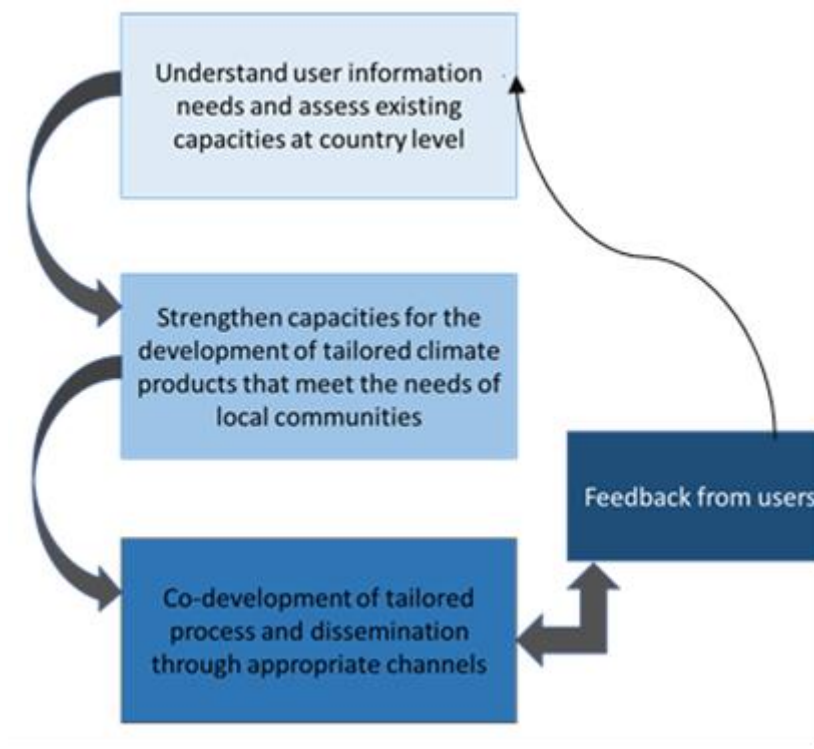 Understand user information
needs and assess existing
capacities at country level
Strengthen capacities for the
development of tailored climate
products that meet the needs of
local communities
Feedback from users
Co-development of tailored
process and dissemination
through appropriate channels